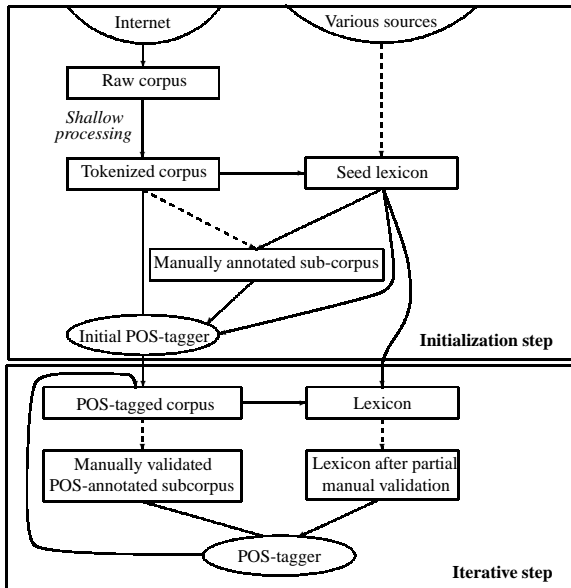 Internet
Various sources
Raw corpus
Shallow
processing
Tokenized corpus
Seed lexicon
Manually annotated sub-corpus
Initial POS-tagger
Initialization step
POS-tagged corpus
Lexicon
Manually validated
POS-annotated subcorpus
Lexicon after partial
manual validation
POS-tagger
Iterative step